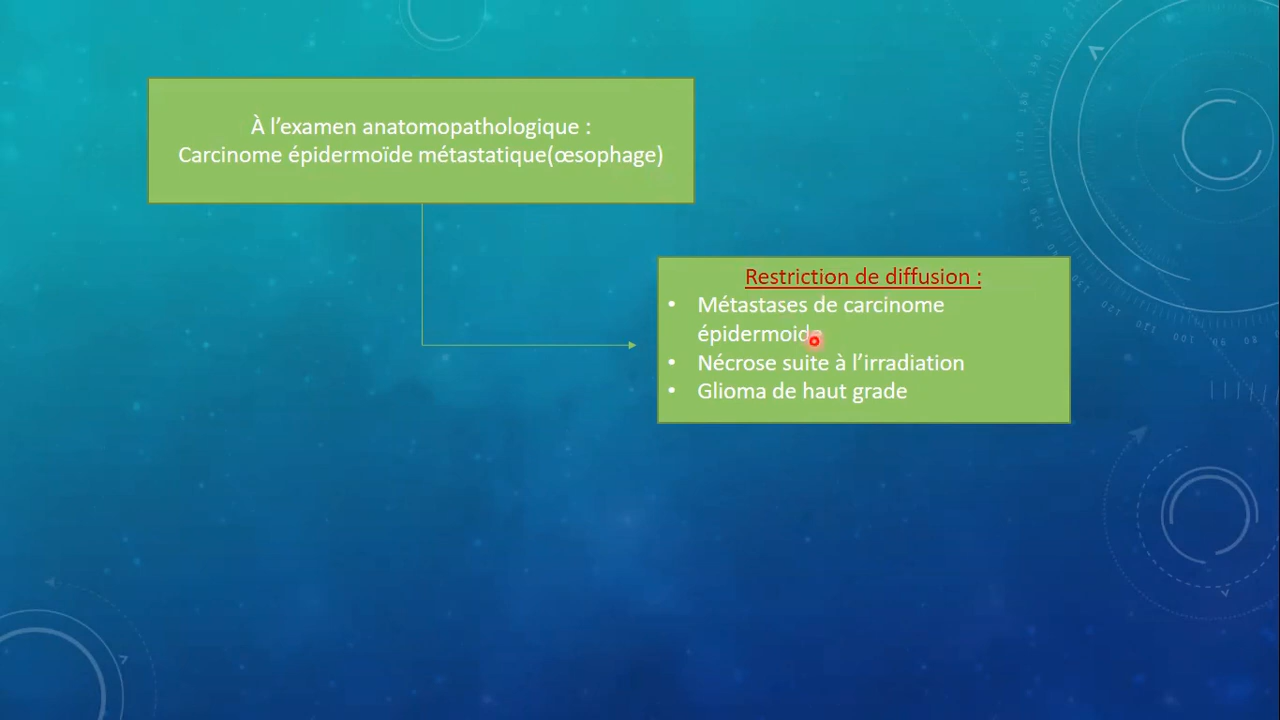 À l’examen anatomopathologique :
Carcinome épidermoïde métastatique(œsophage)
Restriction de diffusion :
• Métastases de carcinome
épidermoide
• Nécrose suite à l’irradiation
• Glioma de haut grade